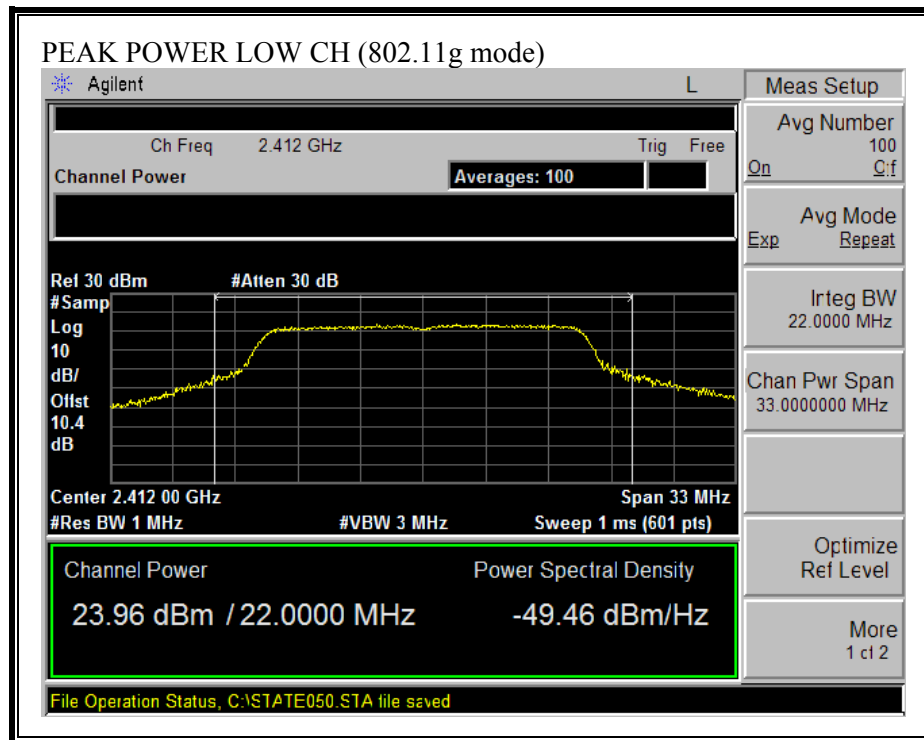 PEAK POWER LOW CH (802.11g mode)
Agilent L
Meas Setup
Ch Freq 2.412 GHz Trig Free
Channel Power Averages: 100
Ref 30 dBm #Atten 30 dB
#Samp
Log
10
dB/
Offst
10.4
dB
Center 2.412 00 GHz Span 33 MHz
#Res BW 1 MHz #VBW 3 MHz Sweep 1 ms (601 pts)
Channel Power Power Spectral Density
23.96 dBm / 22.0000 MHz -49.46 dBm/Hz
File Operation Status, C:\STATE050.STA file saved
Avg Number
100
On Off
Avg Mode
Exp Repeat
Integ BW
22.0000 MHz
Chan Pwr Span
33.0000000 MHz
Optimize
Ref Level
More
1 of 2